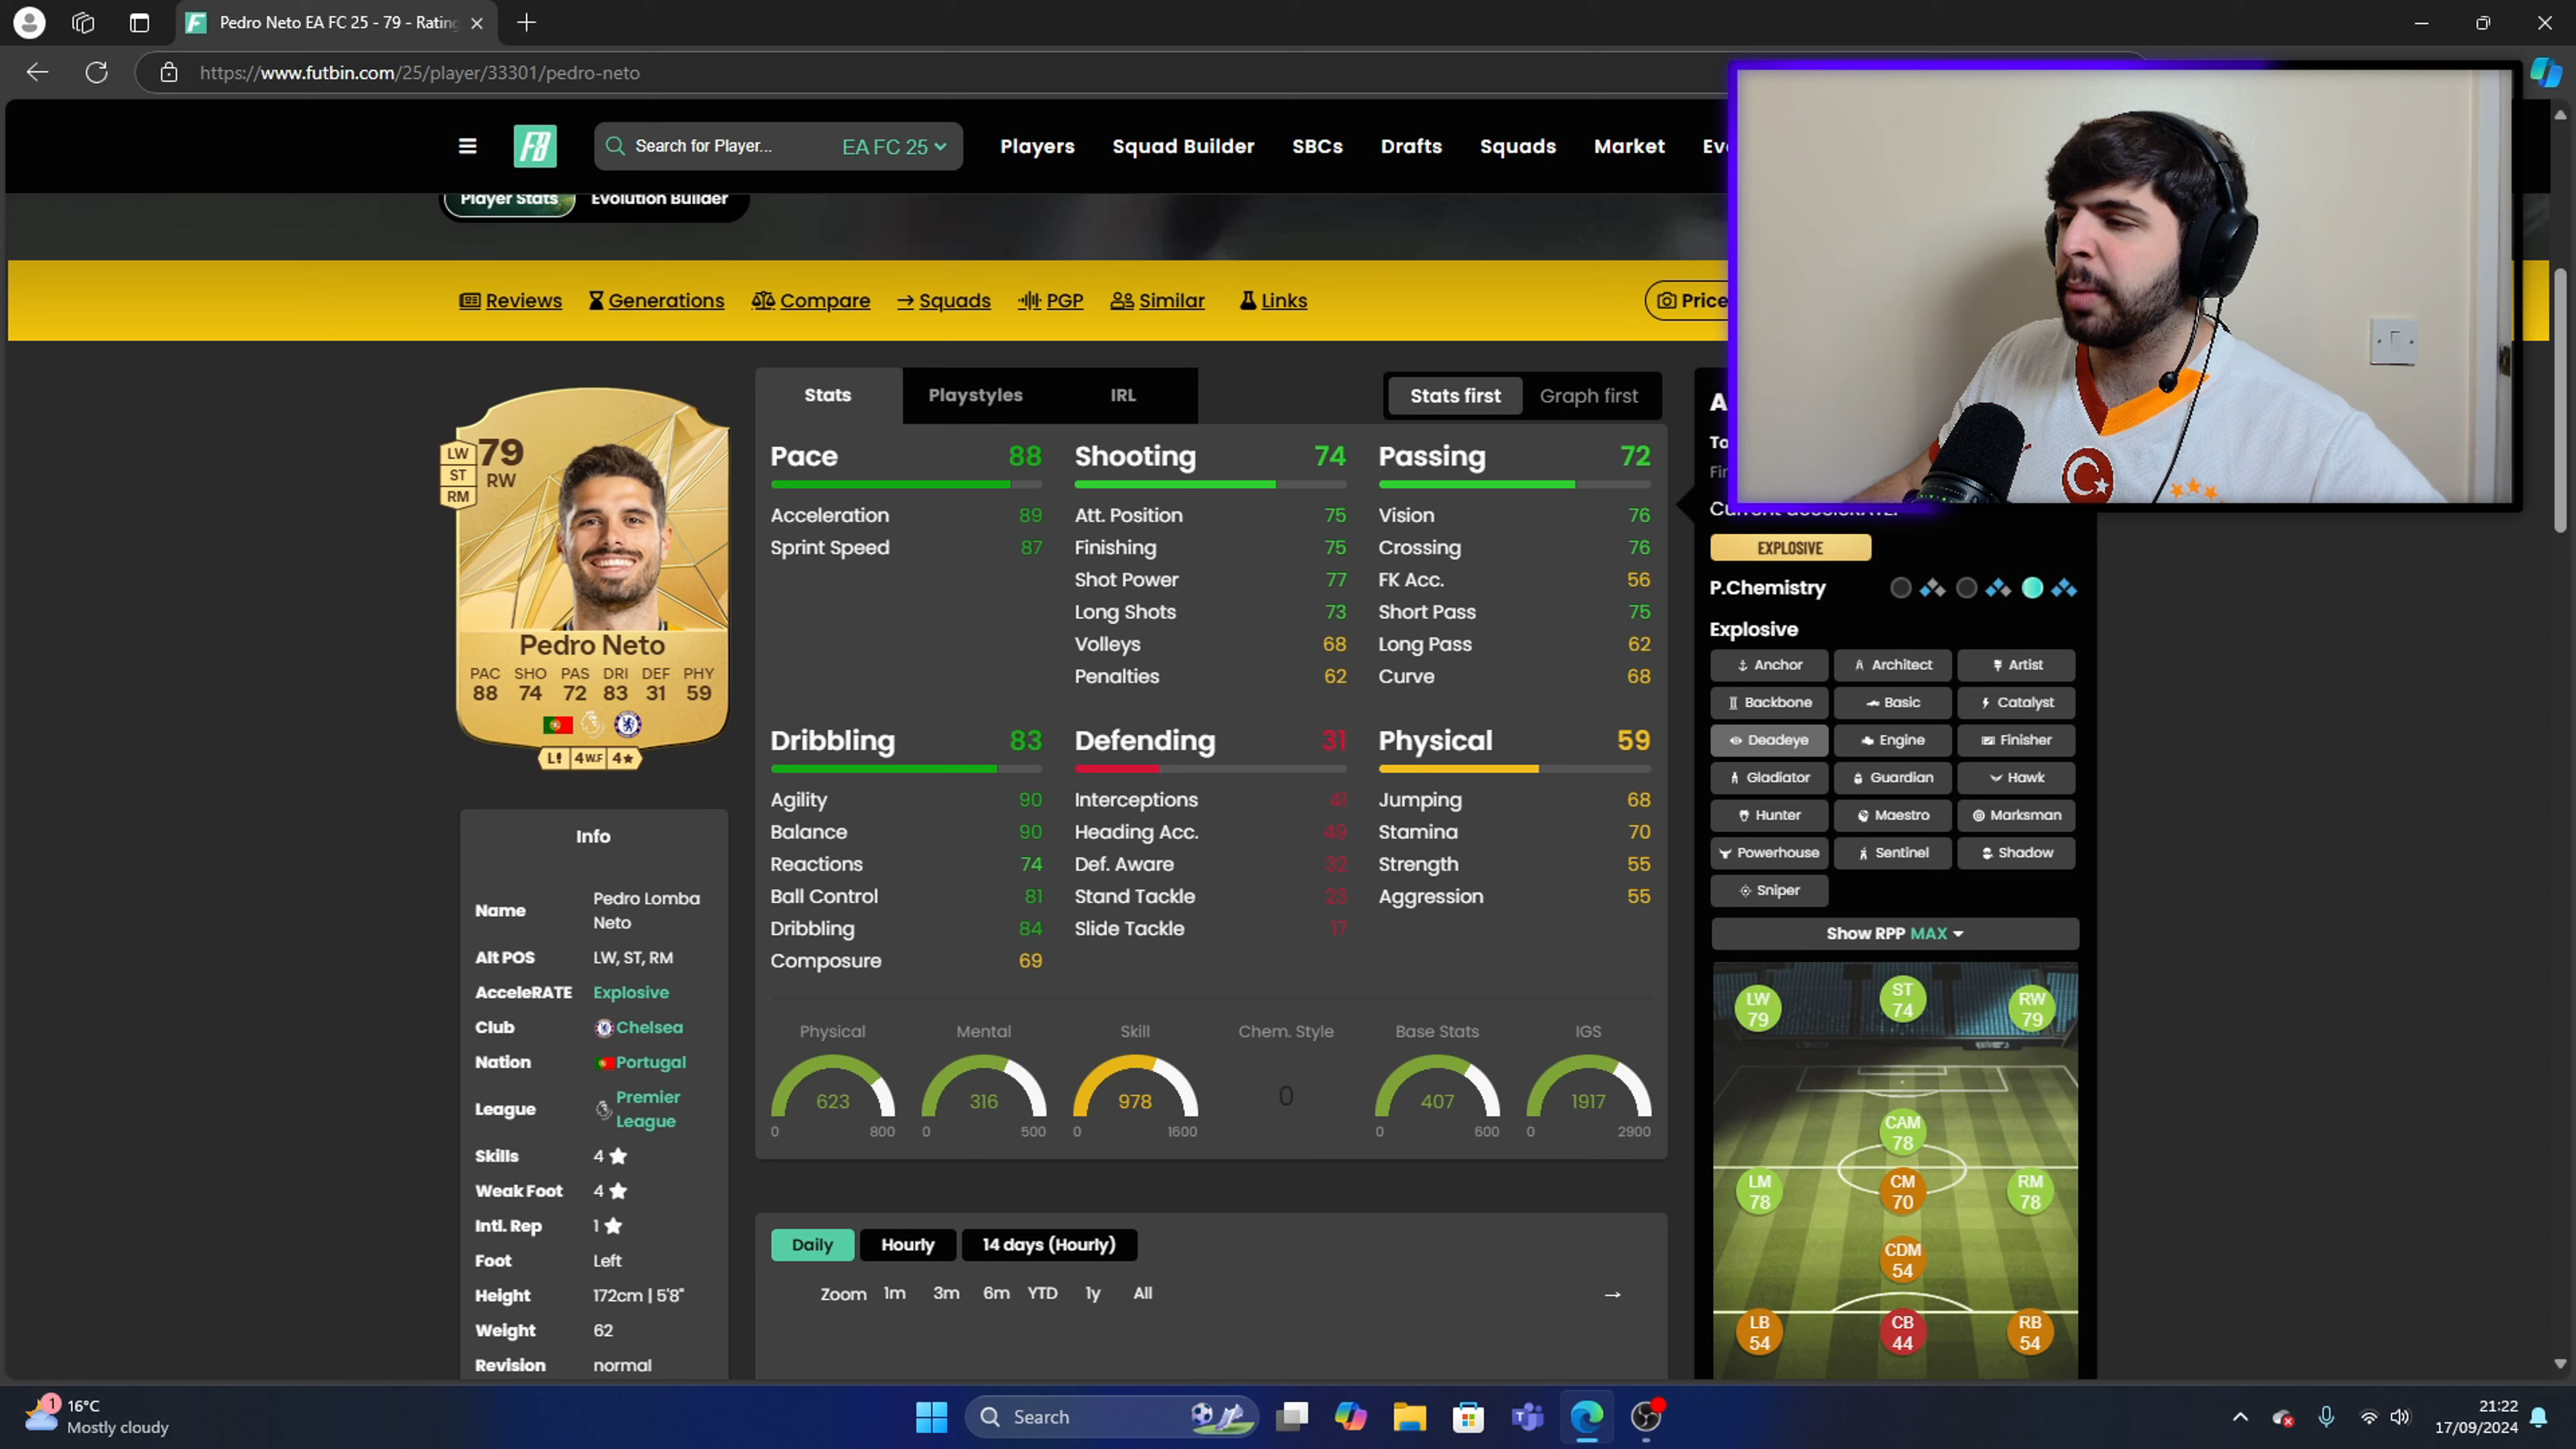 Pedro Neto EA FC 25 - 79 - Rating
https://www.futbin.com/25/player/33301/pedro-neto
Search for Player... EA FC 25
Players Squad Builder SBCs Drafts Squads Market
Player Stats Evolution Builder
Reviews Generations Compare Squads PGP Similar Links Price
Stats Playstyles IRL Stats first Graph first
79 RW
LW
ST
RM
Pedro Neto
PAC SHO PAS DRI DEF PHY
88 74 72 83 31 59
4W.F 4★
Pace 88
Acceleration 89
Sprint Speed 87
Shooting 74
Att. Position 75
Finishing 75
Shot Power 77
Long Shots 73
Volleys 68
Penalties 62
Passing 72
Vision 76
Crossing 76
FK Acc. 56
Short Pass 75
Long Pass 62
Curve 68
Dribbling 83
Agility 90
Balance 90
Reactions 74
Ball Control 81
Dribbling 84
Composure 69
Defending 31
Interceptions 41
Heading Acc. 49
Def. Aware 32
Stand Tackle 23
Slide Tackle 17
Physical 59
Jumping 68
Stamina 70
Strength 55
Aggression 55
Physical Mental Skill Chem. Style Base Stats IGS
623 316 978 0 407 1917
0 800 0 500 0 1600 0 600 0 2900
Info
Name Pedro Lomba
Neto
Alt POS LW, ST, RM
AcceleRATE Explosive
Club Chelsea
Nation Portugal
League Premier
League
Skills 4
Weak Foot 4
Intl. Rep 1
Foot Left
Height 172cm | 5'8"
Weight 62
Revision normal
Daily Hourly 14 days (Hourly)
Zoom 1m 3m 6m YTD 1y All
EXPLOSIVE
P.Chemistry
Explosive
Anchor Architect Artist
Backbone Basic Catalyst
Deadeye Engine Finisher
Gladiator Guardian Hawk
Hunter Maestro Marksman
Powerhouse Sentinel Shadow
Sniper
Show RPP MAX
LW 79
ST 74
RW 79
CAM 78
LM 78
CM 70
RM 78
CDM 54
LB 54
CB 44
RB 54
1
16°C
Mostly cloudy
Search
21:22
17/09/2024